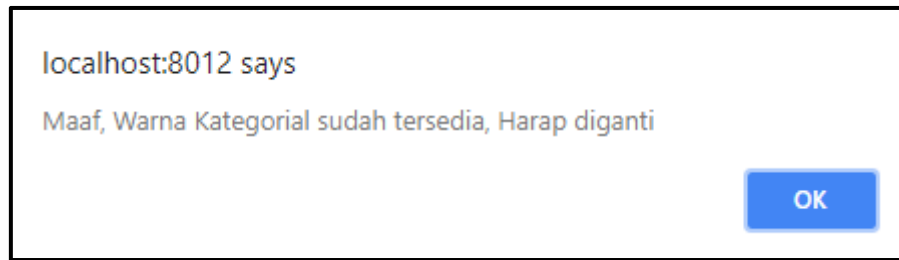 localhost:8012 says
Maaf, Warna Kategorial sudah tersedia, Harap diganti
OK